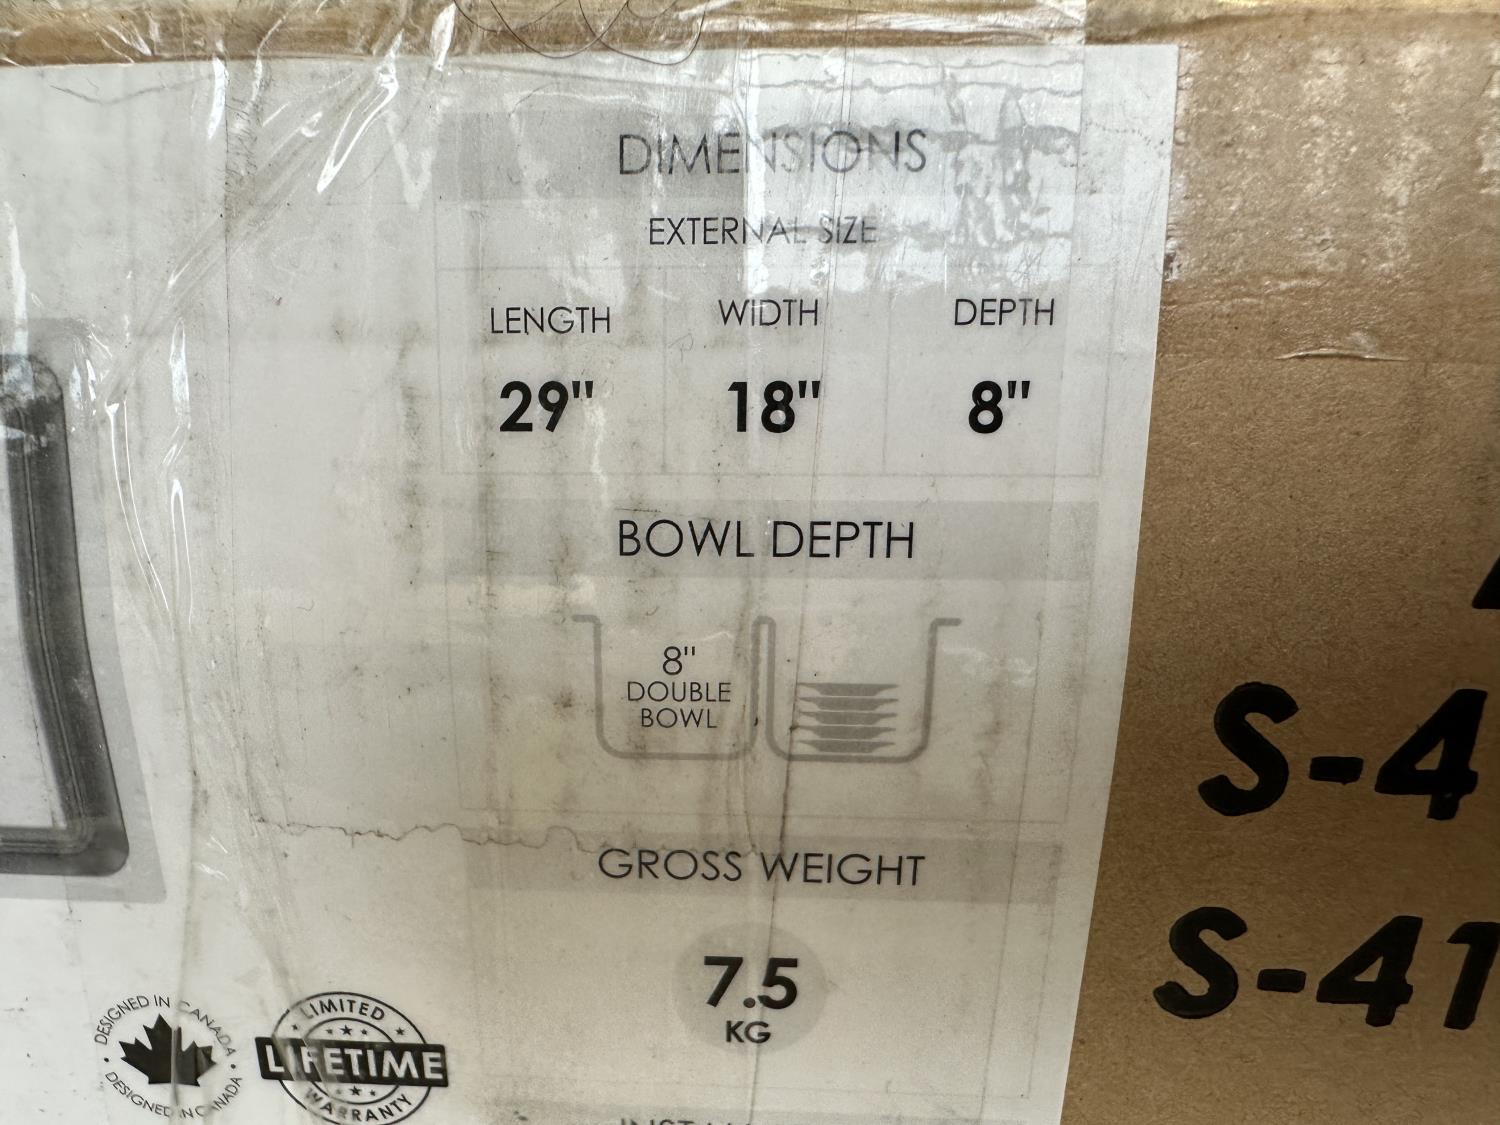 DIMENSIONS
EXTERNAL SIZE
LENGTH WIDTH DEPTH
29" 18" 8"
BOWL DEPTH
8"
DOUBLE
BOWL
GROSS WEIGHT
7.5
KG
DESIGNED IN CANADA
DESIGNED IN CANADA
LIMITED
LIFETIME
WARRANTY
S-4
S-41